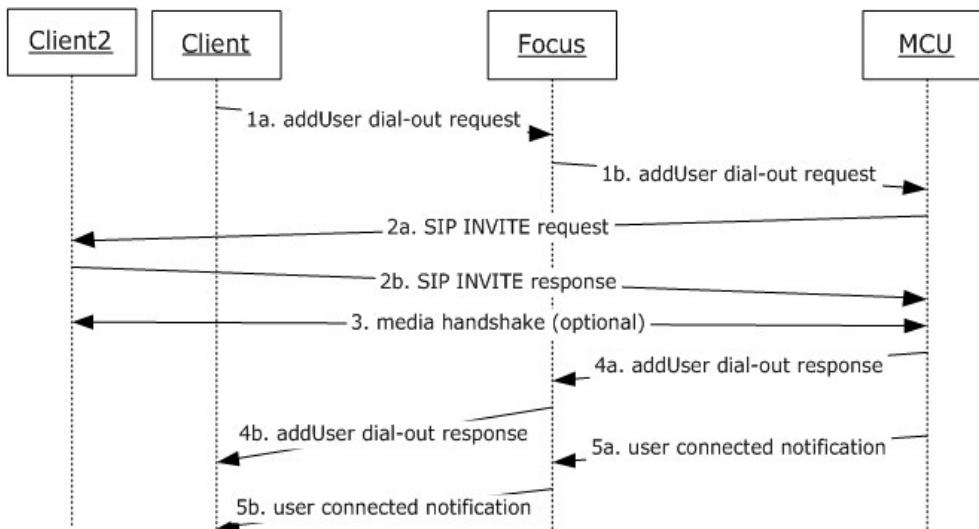 Client2
Client
Focus
MCU
1a. addUser dial-out request
1b. addUser dial-out request
2a. SIP INVITE request
2b. SIP INVITE response
3. media handshake (optional)
4a. addUser dial-out response
4b. addUser dial-out response
5a. user connected notification
5b. user connected notification